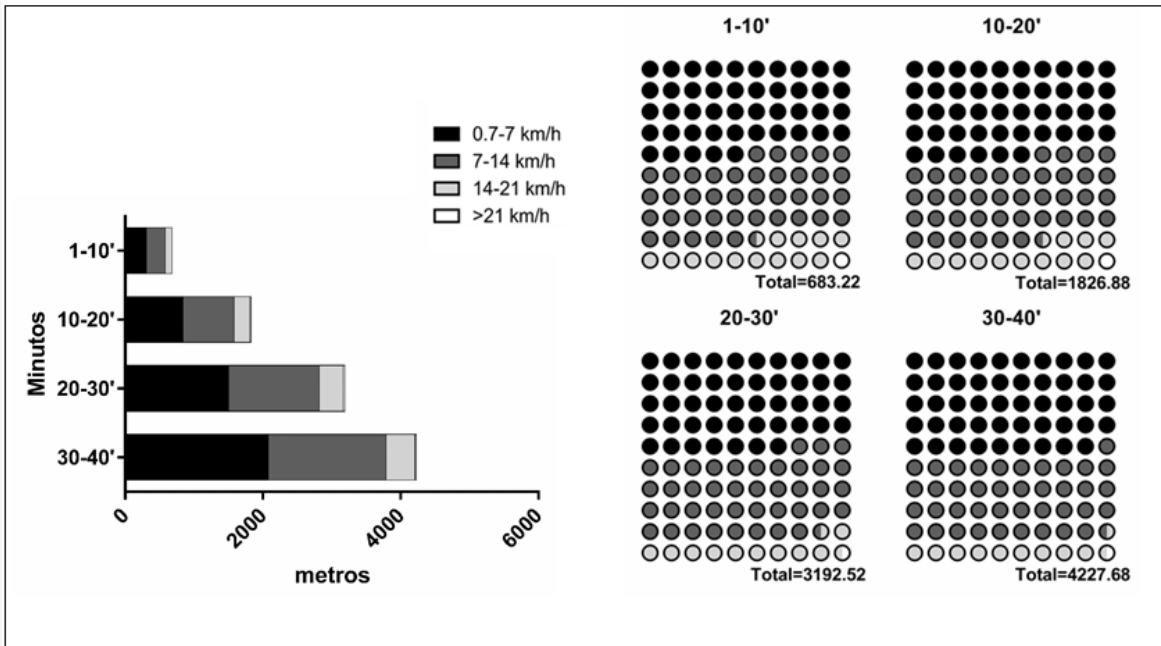 0.7-7 km/h
7-14 km/h
14-21 km/h
>21 km/h
Minutos
1-10'
10-20'
20-30'
30-40'
0
2000
4000
6000
metros
1-10'
Total=683.22
10-20'
Total=1826.88
20-30'
Total=3192.52
30-40'
Total=4227.68